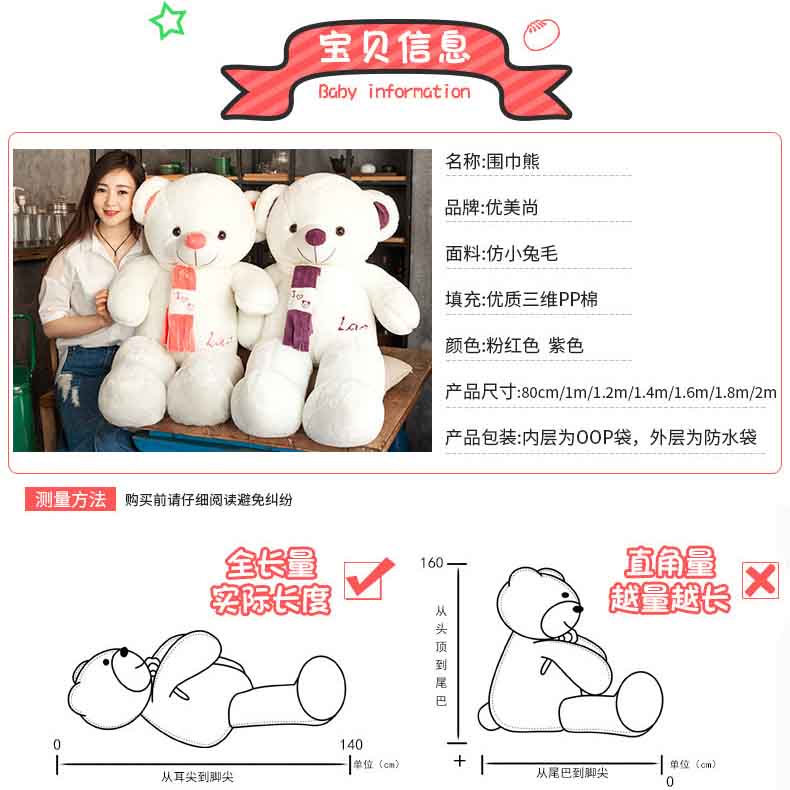 宝贝信息
Baby information
名称:围巾熊
品牌:优美尚
面料:仿小兔毛
填充:优质三维PP棉
颜色:粉红色 紫色
产品尺寸:80cm/1m/1.2m/1.4m/1.6m/1.8m/2m
产品包装:内层为OOP袋，外层为防水袋
测量方法 购买前请仔细阅读避免纠纷
全长量
实际长度
直角量
越量越长
160
从头顶到尾巴
0
140
单位（cm）
从耳尖到脚尖
+
从尾巴到脚尖
单位（cm）
0